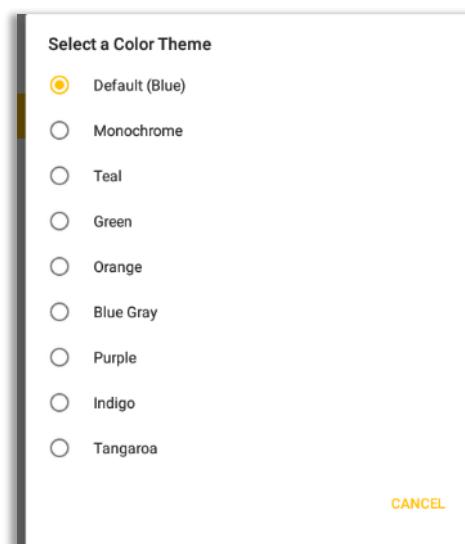 Select a Color Theme
Default (Blue)
Monochrome
Teal
Green
Orange
Blue Gray
Purple
Indigo
Tangaroa
CANCEL